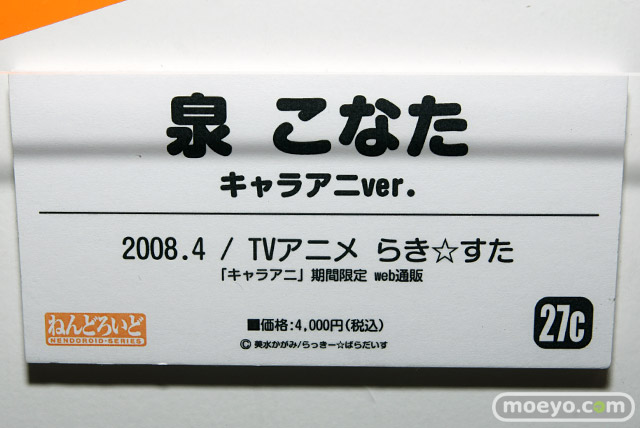 泉 こなた
キャラアニver.
2008.4 / TVアニメ らき☆すた
「キャラアニ」期間限定 web通販
■価格:4,000円(税込)
ねんどろいど
NENDOROID-SERIES
27C
© 美水かがみ/らっきー☆ぱらだいす
moeyo.com